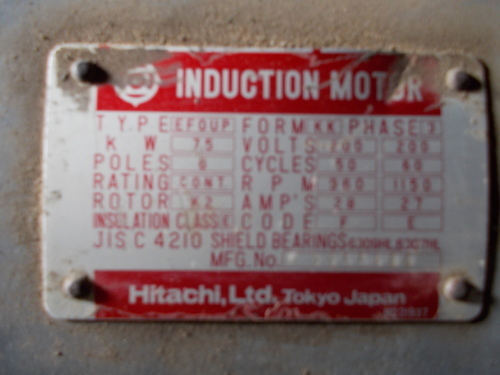 INDUCTION MOTOR
TYPE EFOUP FORM KK PHASE 3
KW VOLTS 200 200
POLES 6 CYCLES 50 60
RATING CONT RPM 960 1150
ROTOR K2 AMP'S 28 27
INSULATION CLASS CODE F E
JIS C 4210 SHIELD BEARINGS
MFG. No
Hitachi, Ltd. Tokyo Japan